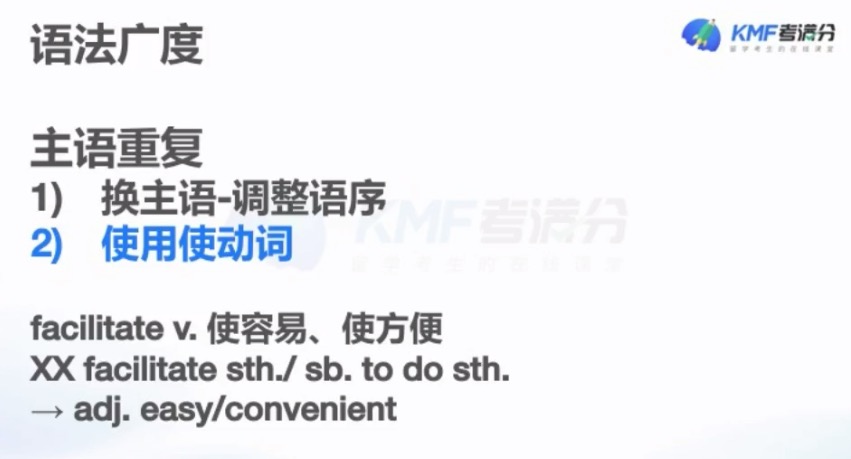 语法广度
KMF考满分
留学考生的在线课堂
主语重复
1) 换主语-调整语序
2) 使用使动词
KMF考满分
留学考生的在线课堂
facilitate v. 使容易、使方便
XX facilitate sth./ sb. to do sth.
→ adj. easy/convenient